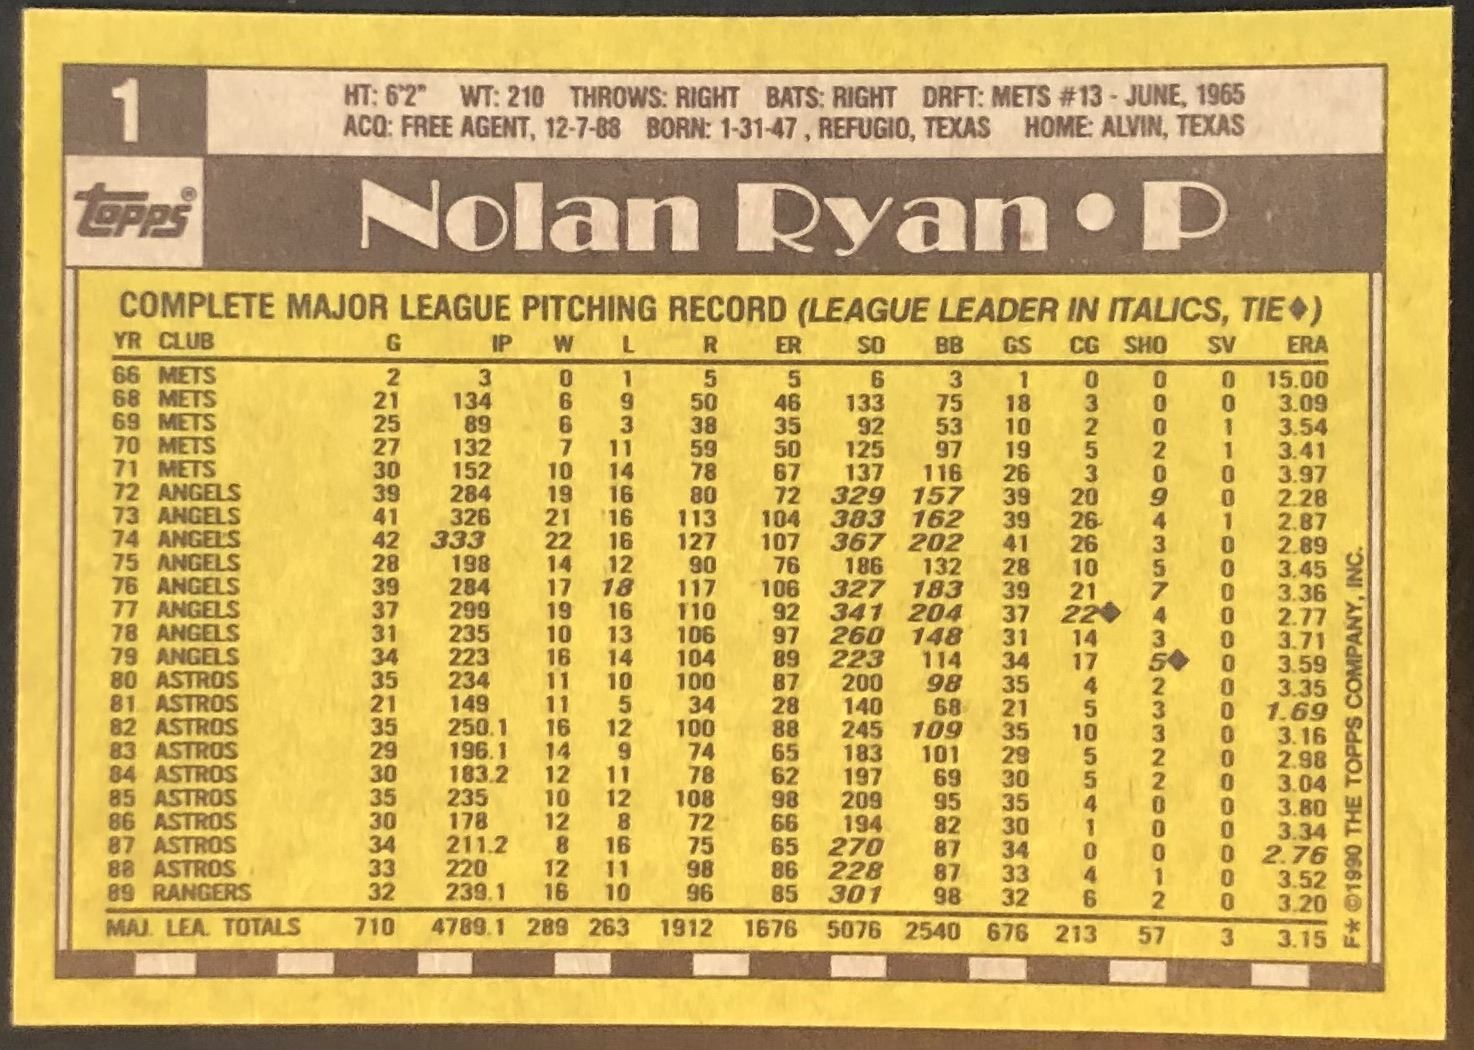 1
HT: 6'2" WT: 210 THROWS: RIGHT BATS: RIGHT DRFT: METS #13 - JUNE, 1965
ACQ: FREE AGENT, 12-7-88 BORN: 1-31-47 , REFUGIO, TEXAS HOME: ALVIN, TEXAS
topps®
Nolan Ryan • P
COMPLETE MAJOR LEAGUE PITCHING RECORD (LEAGUE LEADER IN ITALICS, TIE♦)
YR CLUB G IP W L R ER SO BB GS CG SHO SV ERA
66 METS 2 3 0 1 5 5 6 3 1 0 0 0 15.00
68 METS 21 134 6 9 50 46 133 75 18 3 0 0 3.09
69 METS 25 89 6 3 38 35 92 53 10 2 0 1 3.54
70 METS 27 132 7 11 59 50 125 97 19 5 2 1 3.41
71 METS 30 152 10 14 78 67 137 116 26 3 0 0 3.97
72 ANGELS 39 284 19 16 80 72 329 157 39 20 9 0 2.28
73 ANGELS 41 326 21 16 113 104 383 162 39 26 4 1 2.87
74 ANGELS 42 333 22 16 127 107 367 202 41 26 3 0 2.89
75 ANGELS 28 198 14 12 90 76 186 132 28 10 5 0 3.45
76 ANGELS 39 284 17 18 117 106 327 183 39 21 7 0 3.36
77 ANGELS 37 299 19 16 110 92 341 204 37 22♦ 4 0 2.77
78 ANGELS 31 235 10 13 106 97 260 148 31 14 3 0 3.71
79 ANGELS 34 223 16 14 104 89 223 114 34 17 5♦ 0 3.59
80 ASTROS 35 234 11 10 100 87 200 98 35 4 2 0 3.35
81 ASTROS 21 149 11 5 34 28 140 68 21 5 3 0 1.69
82 ASTROS 35 250.1 16 12 100 88 245 109 35 10 3 0 3.16
83 ASTROS 29 196.1 14 9 74 65 183 101 29 5 2 0 2.98
84 ASTROS 30 183.2 12 11 78 62 197 69 30 5 2 0 3.04
85 ASTROS 35 235 10 12 108 98 209 95 35 4 0 0 3.80
86 ASTROS 30 178 12 8 72 66 194 82 30 1 0 0 3.34
87 ASTROS 34 211.2 8 16 75 65 270 87 34 0 0 0 2.76
88 ASTROS 33 220 12 11 98 86 228 87 33 4 1 0 3.52
89 RANGERS 32 239.1 16 10 96 85 301 98 32 6 2 0 3.20
MAJ. LEA. TOTALS 710 4789.1 289 263 1912 1676 5076 2540 676 213 57 3 3.15
F* ©1990 THE TOPPS COMPANY, INC.